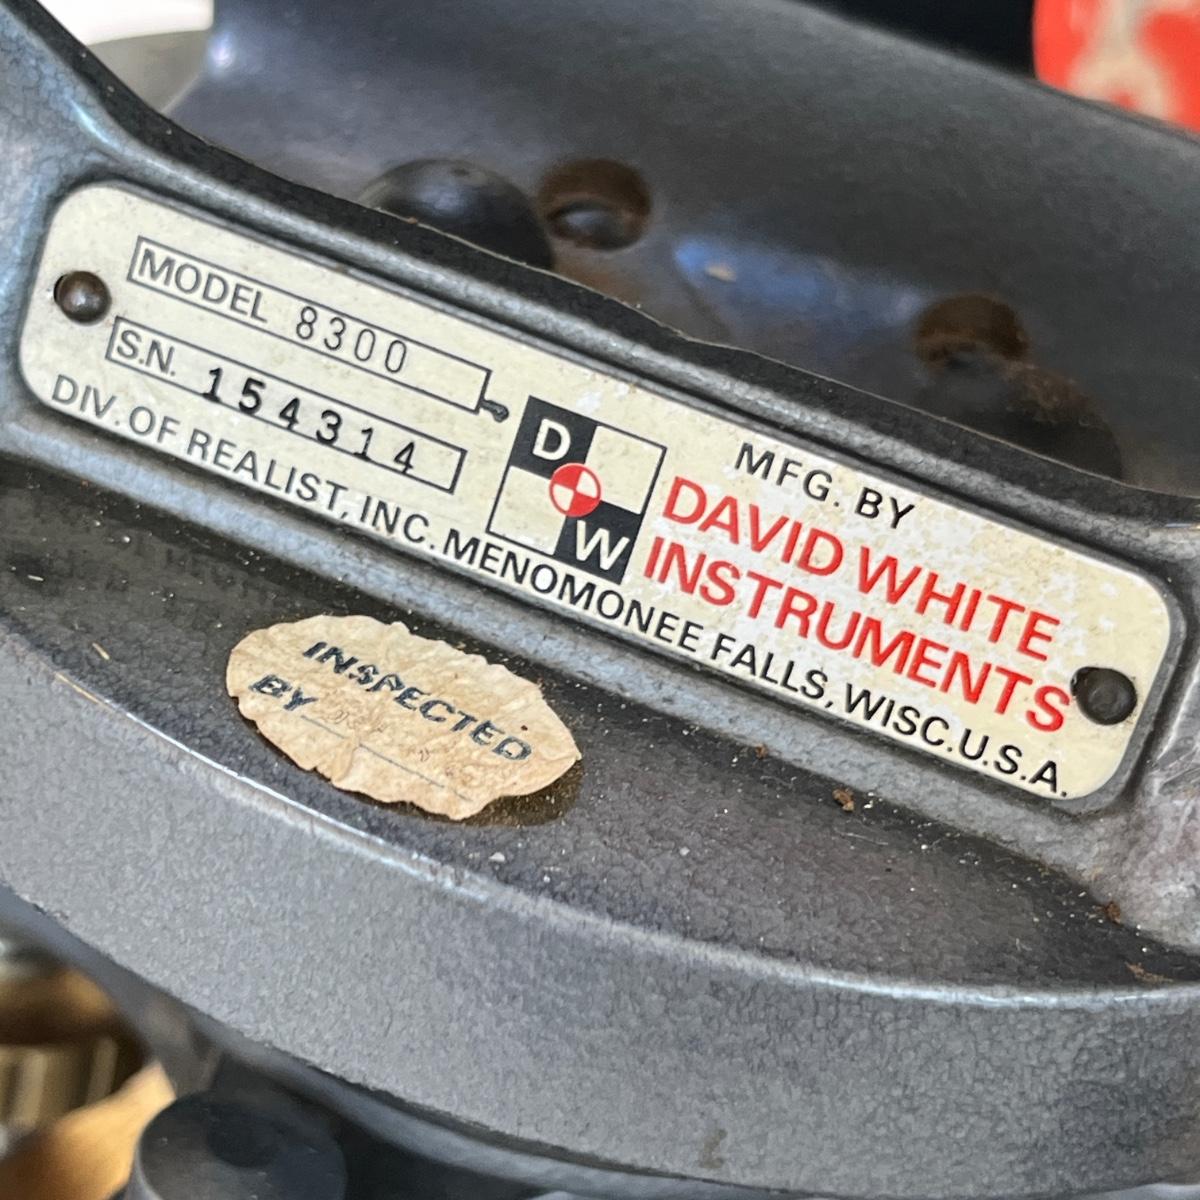 MODEL 8300
S.N. 154314
D
W
MFG. BY
DAVID WHITE
INSTRUMENTS
DIV. OF REALIST, INC. MENOMONEE FALLS, WISC. U.S.A.
INSPECTED
BY